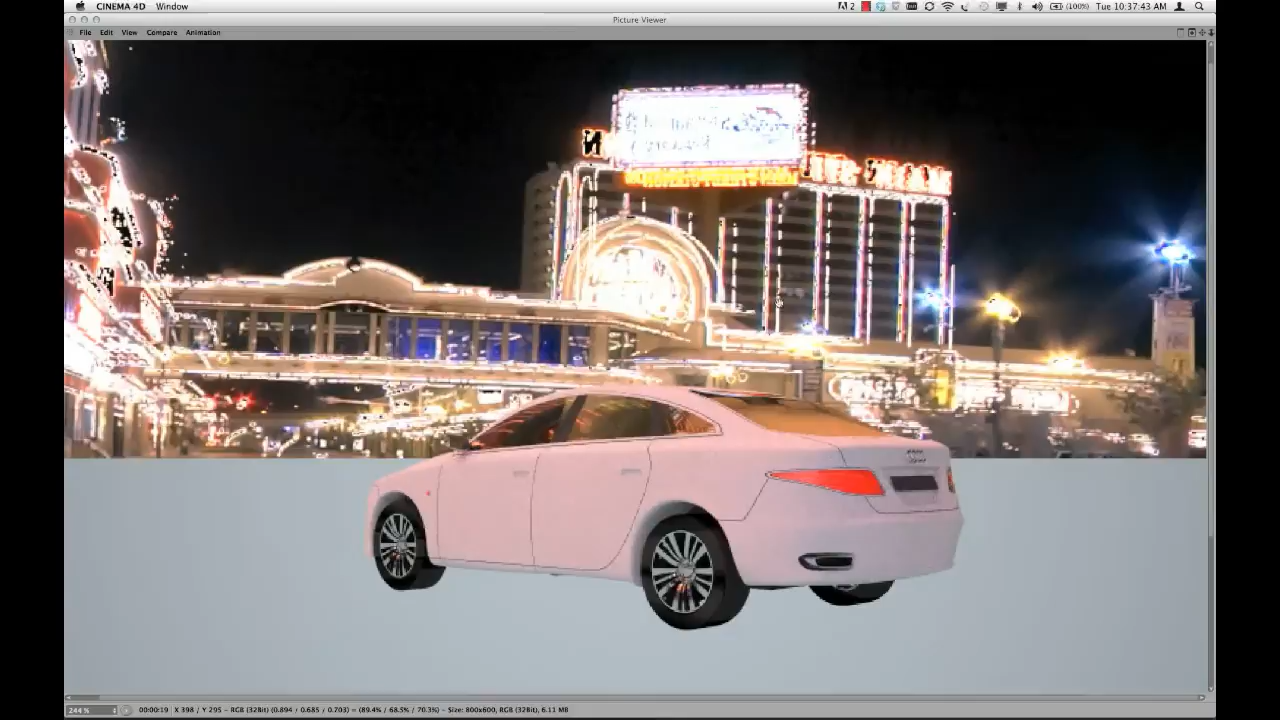 CINEMA 4D Window
2 (100%) Tue 10:37:43 AM
Picture Viewer
File Edit View Compare Animation
244 % 00:00:19 X 398 / Y 295 - RGB (32Bit) (0.894 / 0.685 / 0.703) = (89.4% / 68.5% / 70.3%) - Size: 800x600, RGB (32Bit), 6.11 MB